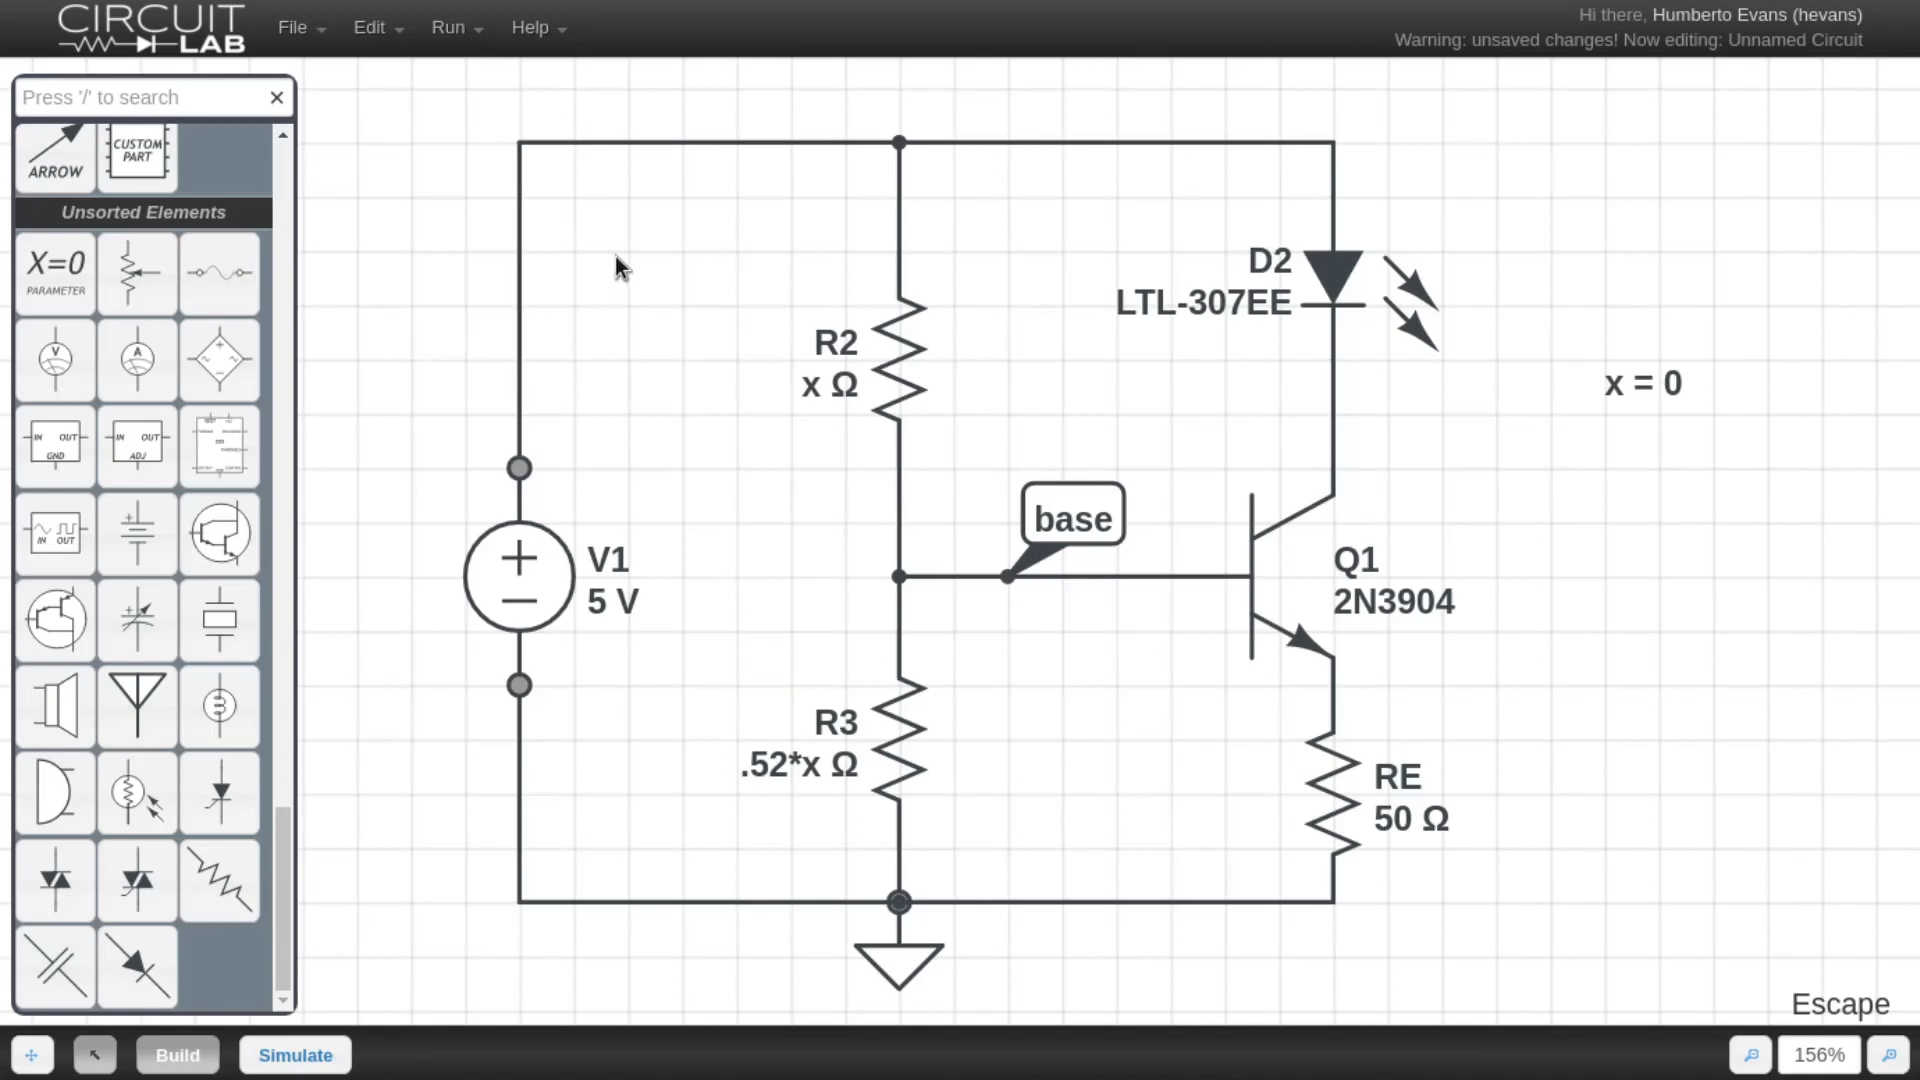 CIRCUIT
LAB
File
Edit
Run
Help
Hi there, Humberto Evans (hevans)
Warning: unsaved changes! Now editing: Unnamed Circuit
Press '/' to search
ARROW
CUSTOM
PART
Unsorted Elements
X=0
PARAMETER
V
A
IN OUT
GND
IN OUT
ADJ
IN OUT
D2
LTL-307EE
R2
x Ω
x = 0
base
V1
5 V
Q1
2N3904
R3
.52*x Ω
RE
50 Ω
Escape
Build
Simulate
156%